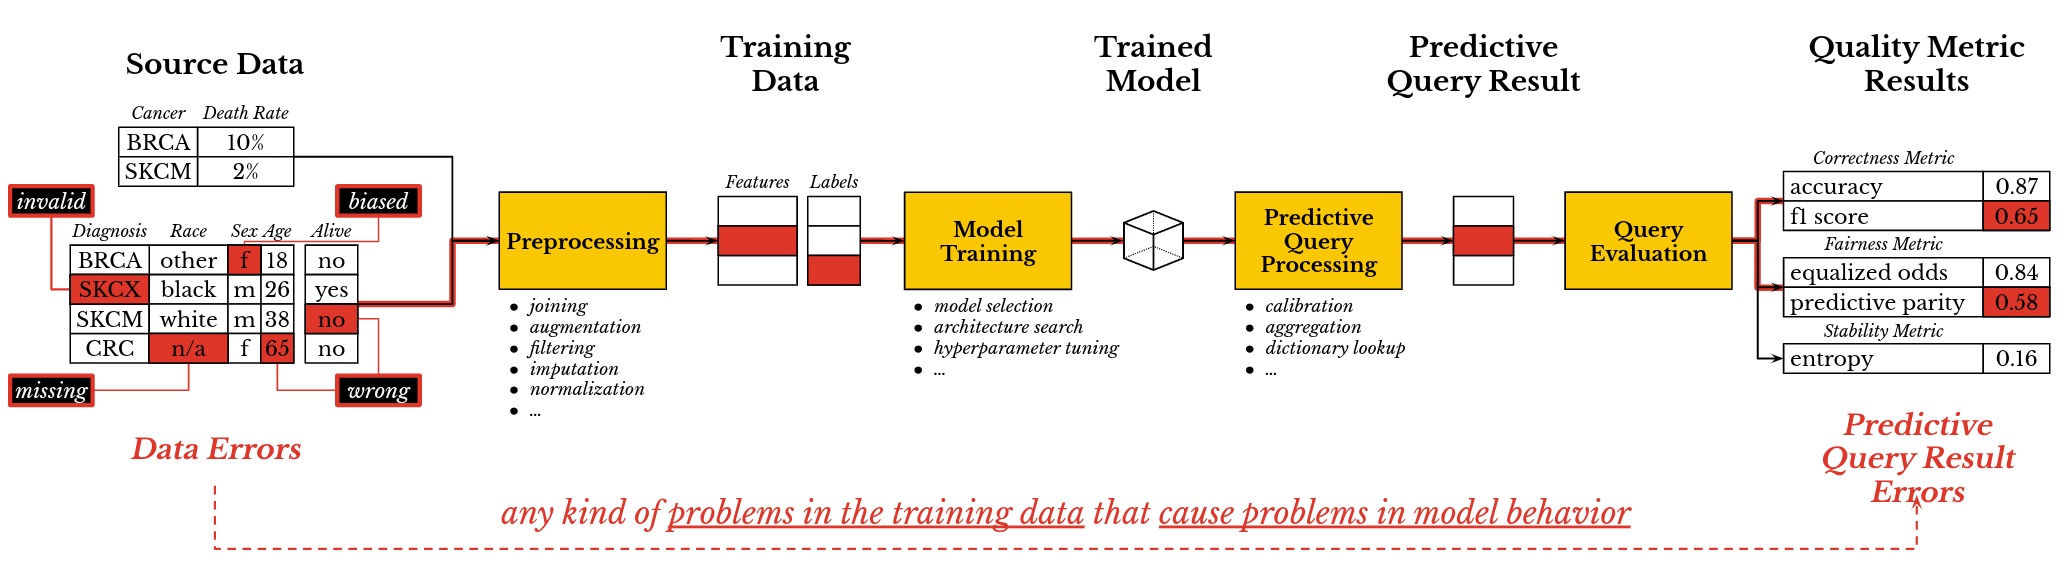 Source Data
Training
Data
Trained
Model
Predictive
Query Result
Quality Metric
Results
Cancer Death Rate
BRCA 10%
SKCM 2%
invalid
biased
Diagnosis Race Sex Age Alive
BRCA other f 18 no
SKCX black m 26 yes
SKCM white m 38 no
CRC n/a f 65 no
missing
wrong
Data Errors
Preprocessing
• joining
• augmentation
• filtering
• imputation
• normalization
• ...
Features Labels
Model
Training
• model selection
• architecture search
• hyperparameter tuning
• ...
Predictive
Query
Processing
• calibration
• aggregation
• dictionary lookup
• ...
Query
Evaluation
Correctness Metric
accuracy 0.87
f1 score 0.65
Fairness Metric
equalized odds 0.84
predictive parity 0.58
Stability Metric
entropy 0.16
Predictive
Query Result
Errors
any kind of problems in the training data that cause problems in model behavior